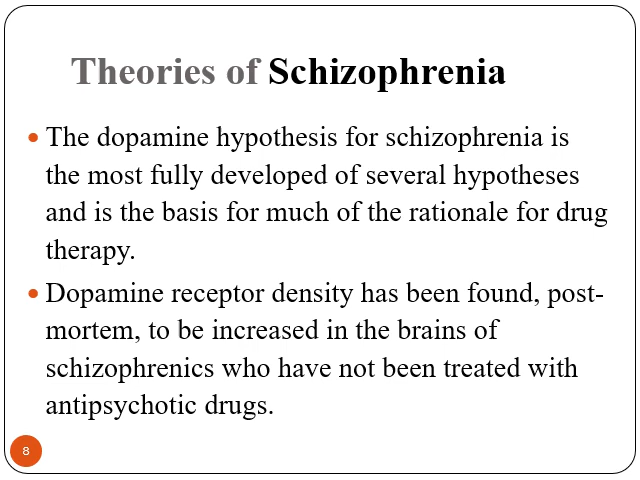 Theories of Schizophrenia
• The dopamine hypothesis for schizophrenia is
the most fully developed of several hypotheses
and is the basis for much of the rationale for drug
therapy.
• Dopamine receptor density has been found, post-
mortem, to be increased in the brains of
schizophrenics who have not been treated with
antipsychotic drugs.
8